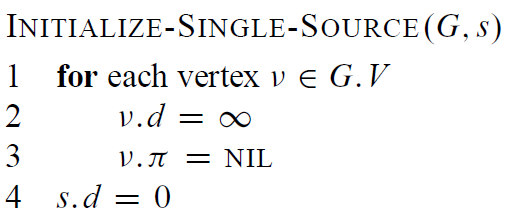 INITIALIZE-SINGLE-SOURCE(G, s)
1 for each vertex ν ∈ G.V
2 ν.d = ∞
3 ν.π = NIL
4 s.d = 0